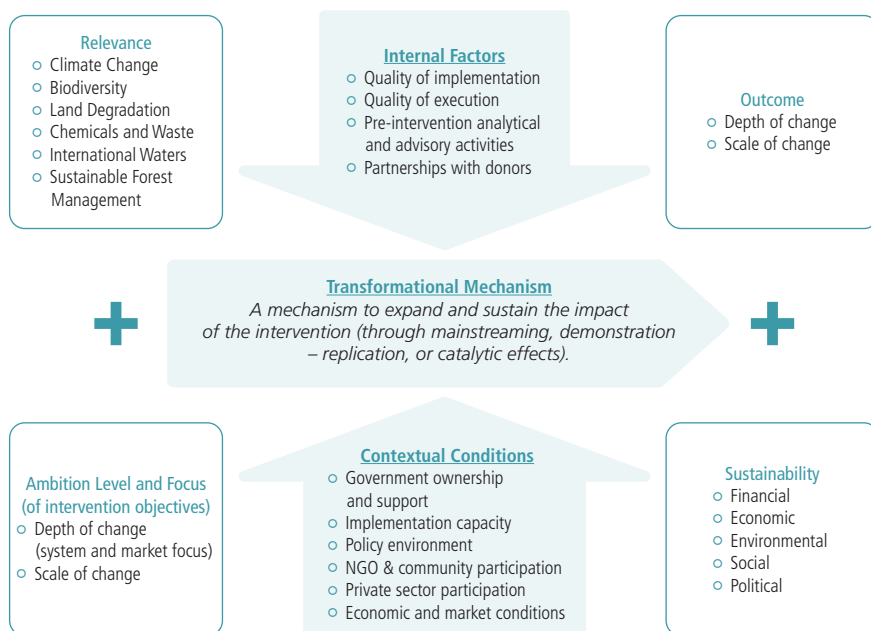 Relevance
Climate Change
Biodiversity
Land Degradation
Chemicals and Waste
International Waters
Sustainable Forest
Management
Internal Factors
Quality of implementation
Quality of execution
Pre-intervention analytical
and advisory activities
Partnerships with donors
Outcome
Depth of change
Scale of change
+
Transformational Mechanism
A mechanism to expand and sustain the impact
of the intervention (through mainstreaming, demonstration
– replication, or catalytic effects).
+
Ambition Level and Focus
(of intervention objectives)
Depth of change
(system and market focus)
Scale of change
Contextual Conditions
Government ownership
and support
Implementation capacity
Policy environment
NGO & community participation
Private sector participation
Economic and market conditions
Sustainability
Financial
Economic
Environmental
Social
Political